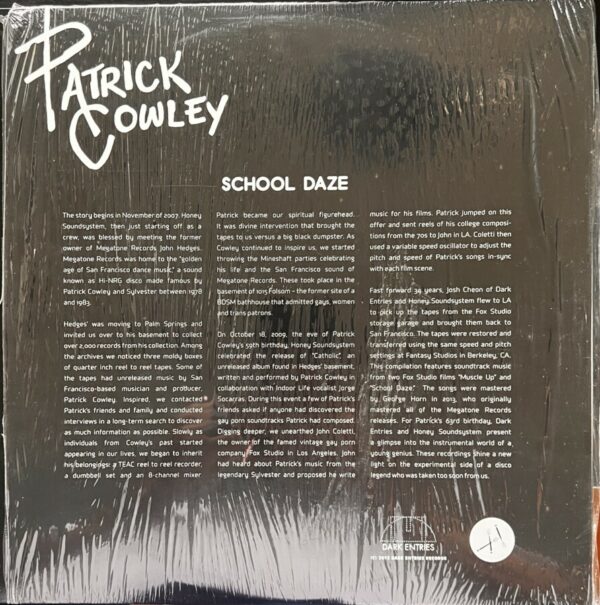 PATRICK
COWLEY
SCHOOL DAZE
The story begins in November of 2007. Honey
Soundsystem, then just starting off as a
crew, was blessed by meeting the former
owner of Megatone Records John Hedges.
Megatone Records was home to the "golden
age of San Francisco dance music," a sound
known as Hi-NRG disco made famous by
Patrick Cowley and Sylvester between 1978
and 1983.
Hedges' was moving to Palm Springs and
invited us over to his basement to collect
over 2,000 records from his collection. Among
the archives we noticed three moldy boxes
of quarter inch reel to reel tapes. Some of
the tapes had unreleased music by San
Francisco-based musician and producer,
Patrick Cowley. Inspired, we contacted
Patrick's friends and family and conducted
interviews in a long-term search to discover
as much information as possible. Slowly as
individuals from Cowley's past started
appearing in our lives, we began to inherit
his belongings: a TEAC reel to reel recorder,
a dumbbell set and an 8-channel mixer
Patrick became our spiritual figurehead.
It was divine intervention that brought the
tapes to us versus a big black dumpster. As
Cowley continued to inspire us, we started
throwing the Mineshaft parties celebrating
his life and the San Francisco sound of
Megatone Records. These took place in the
basement of 1015 Folsom - the former site of a
BDSM bathhouse that admitted gays, women
and trans patrons.
On October 18, 2009, the eve of Patrick
Cowley's 59th birthday, Honey Soundsystem
celebrated the release of "Catholic," an
unreleased album found in Hedges' basement,
written and performed by Patrick Cowley in
collaboration with Indoor Life vocalist Jorge
Socarras. During this event a few of Patrick's
friends asked if anyone had discovered the
gay porn soundtracks Patrick had composed.
Digging deeper, we unearthed John Coletti,
the owner of the famed vintage gay porn
company Fox Studio in Los Angeles. John
had heard about Patrick's music from the
legendary Sylvester and proposed he write
music for his films. Patrick jumped on this
offer and sent reels of his college composi-
tions from the 70s to John in LA. Coletti then
used a variable speed oscillator to adjust the
pitch and speed of Patrick's songs in-sync
with each film scene.
Fast forward 34 years, Josh Cheon of Dark
Entries and Honey Soundsystem flew to LA
to pick up the tapes from the Fox Studio
storage garage and brought them back to
San Francisco. The tapes were restored and
transferred using the same speed and pitch
settings at Fantasy Studios in Berkeley, CA.
This compilation features soundtrack music
from two Fox Studio films "Muscle Up" and
"School Daze". The songs were mastered
by George Horn in 2013, who originally
mastered all of the Megatone Records
releases. For Patrick's 63rd birthday, Dark
Entries and Honey Soundsystem present
a glimpse into the instrumental world of a
young genius. These recordings shine a new
light on the experimental side of a disco
legend who was taken too soon from us.
DARK ENTRIES
(C) 2013 DARK ENTRIES RECORDS